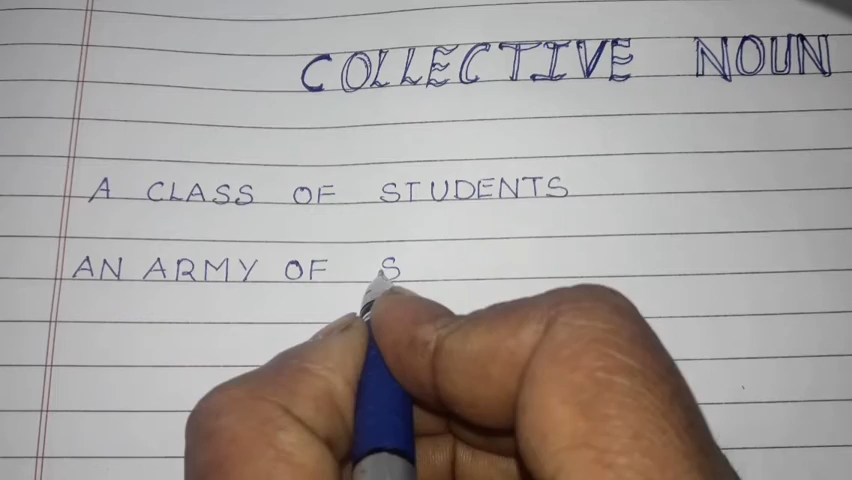 COLLECTIVE NOUN
A CLASS OF STUDENTS
AN ARMY OF S